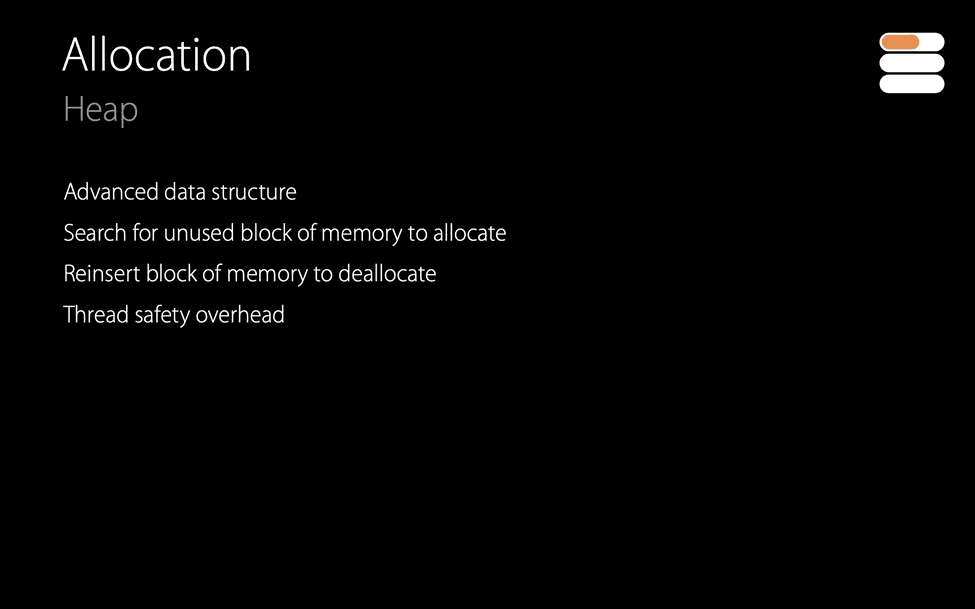 Allocation
Heap
Advanced data structure
Search for unused block of memory to allocate
Reinsert block of memory to deallocate
Thread safety overhead